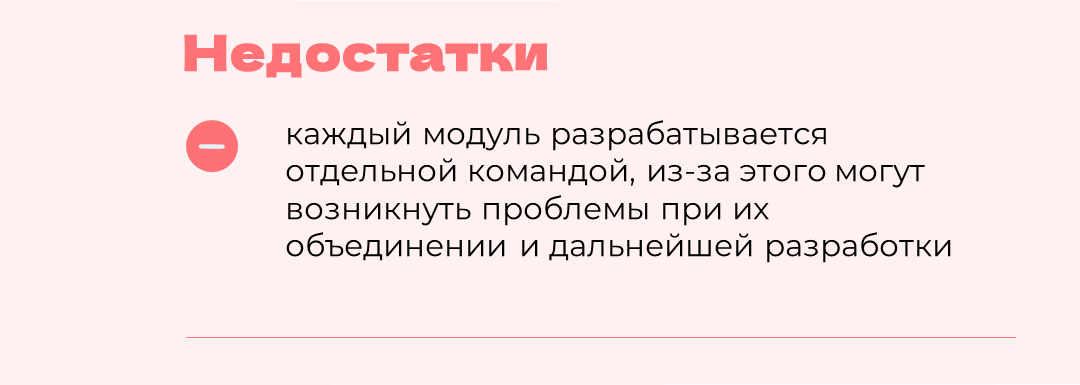 Недостатки
каждый модуль разрабатывается
отдельной командой, из-за этого могут
возникнуть проблемы при их
объединении и дальнейшей разработки